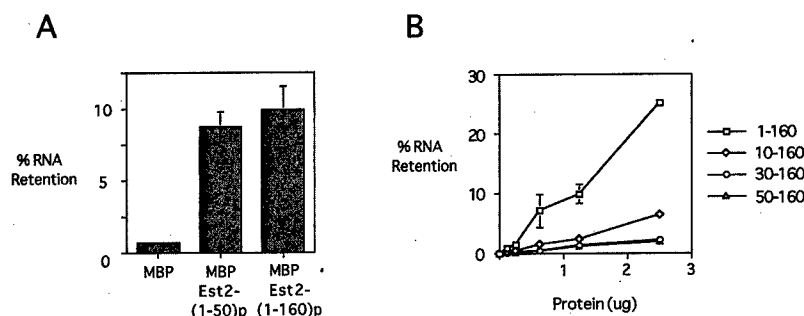 A
% RNA
Retention
10
5
0
MBP
MBP
Est2-
(1-50)p
MBP
Est2-
(1-160)p
B
% RNA
Retention
30
20
10
0
1
2
3
Protein (ug)
1-160
10-160
30-160
50-160